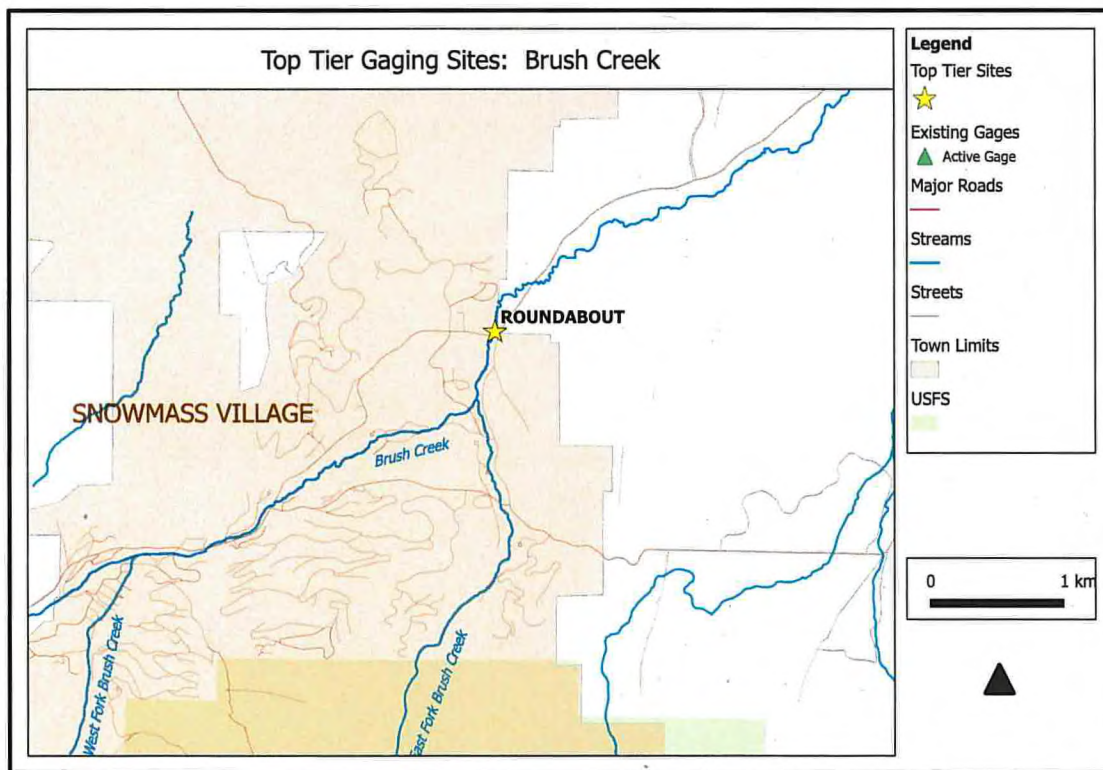 Top Tier Gaging Sites: Brush Creek
ROUNDABOUT
SNOWMASS VILLAGE
Brush Creek
West Fork Brush Creek
East Fork Brush Creek
Legend
Top Tier Sites
Existing Gages
Active Gage
Major Roads
Streams
Streets
Town Limits
USFS
0 1 km